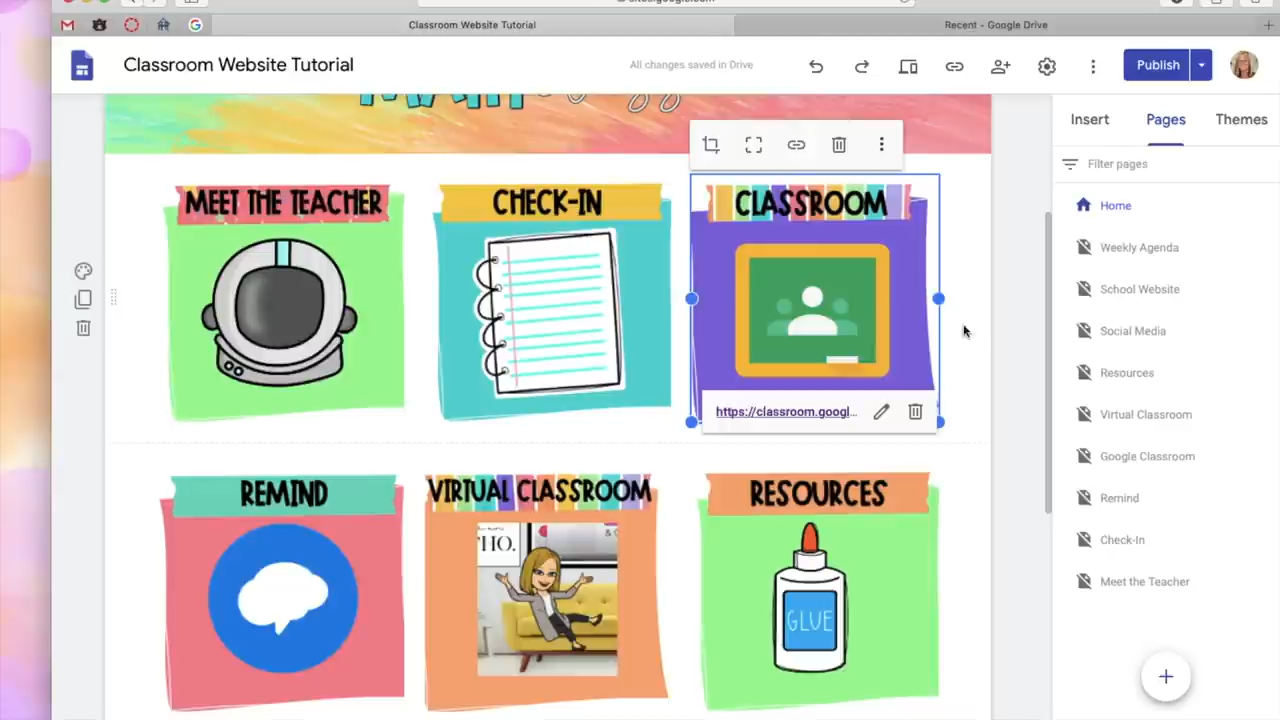 Classroom Website Tutorial
Recent - Google Drive
Classroom Website Tutorial
All changes saved in Drive
Publish
Insert
Pages
Themes
Filter pages
MEET THE TEACHER
CHECK-IN
CLASSROOM
https://classroom.googl...
REMIND
VIRTUAL CLASSROOM
RESOURCES
THO.
GLUE
Home
Weekly Agenda
School Website
Social Media
Resources
Virtual Classroom
Google Classroom
Remind
Check-In
Meet the Teacher